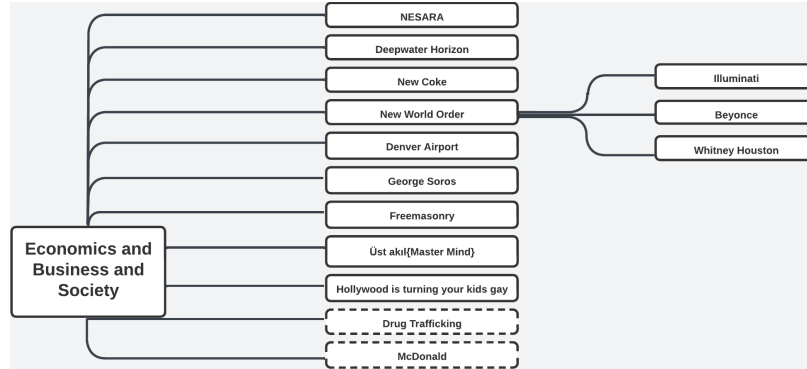 NESARA
Deepwater Horizon
New Coke
New World Order
Denver Airport
George Soros
Freemasonry
Üst akıl{Master Mind}
Hollywood is turning your kids gay
Drug Trafficking
McDonald
Economics and
Business and
Society
Illuminati
Beyonce
Whitney Houston